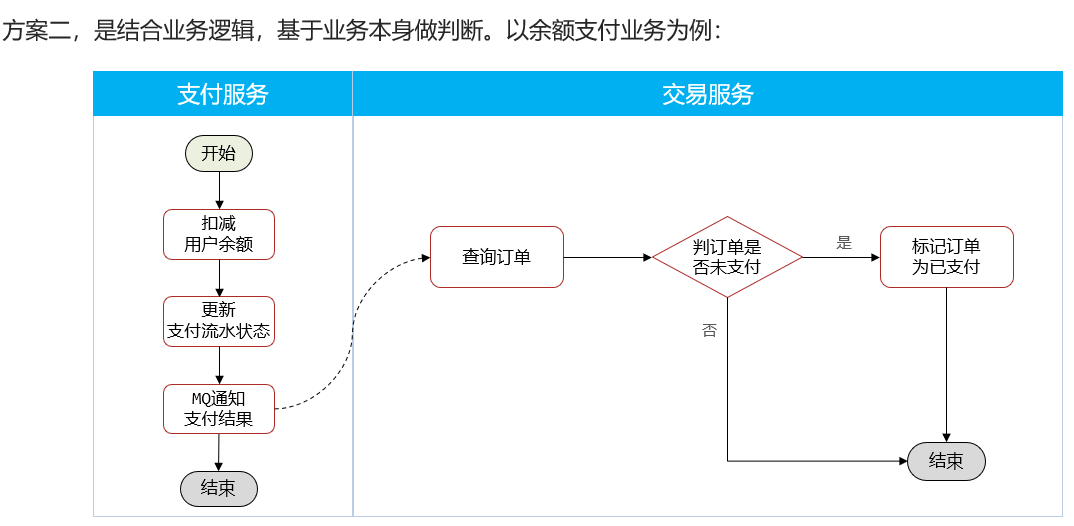 方案二，是结合业务逻辑，基于业务本身做判断。以余额支付业务为例：
支付服务
交易服务
开始
扣减
用户余额
更新
支付流水状态
MQ通知
支付结果
结束
查询订单
判订单是
否未支付
是
否
标记订单
为已支付
结束